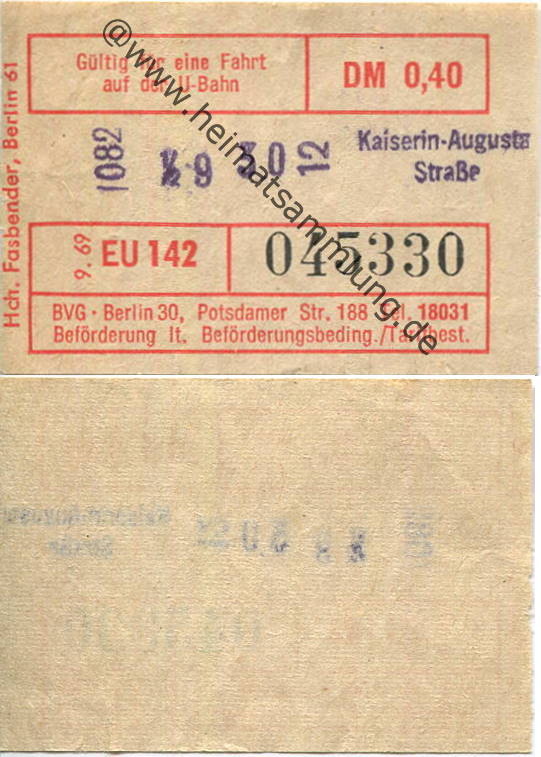 Gültig für eine Fahrt
auf der U-Bahn
DM 0,40
1082
9
30
12
Kaiserin-Augusta
Straße
Hch. Fasbender, Berlin 61
9.69
EU 142
045330
BVG · Berlin 30, Potsdamer Str. 188 Tel. 18031
Beförderung lt. Beförderungsbeding./Tarifbest.
@www.heimatsammlung.de